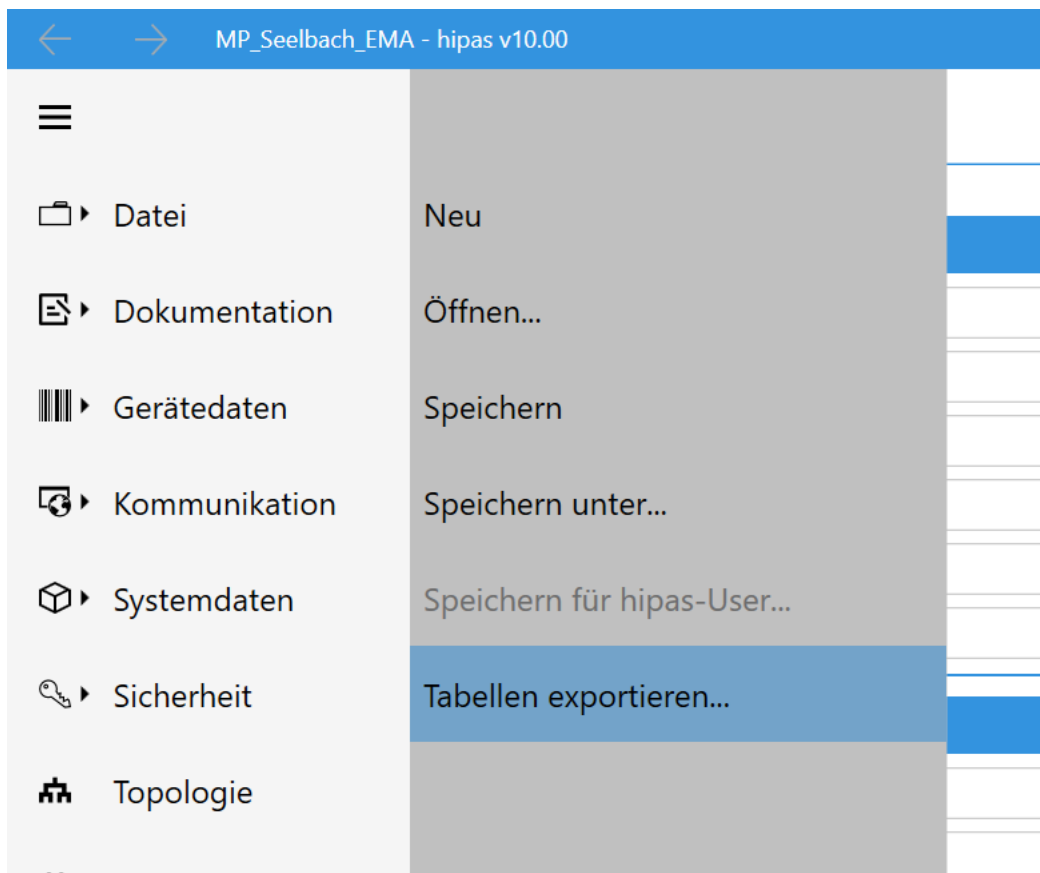 MP_Seelbach_EMA - hipas v10.00
Datei
Neu
Dokumentation
Öffnen...
Gerätedaten
Speichern
Kommunikation
Speichern unter...
Systemdaten
Speichern für hipas-User...
Sicherheit
Tabellen exportieren...
Topologie